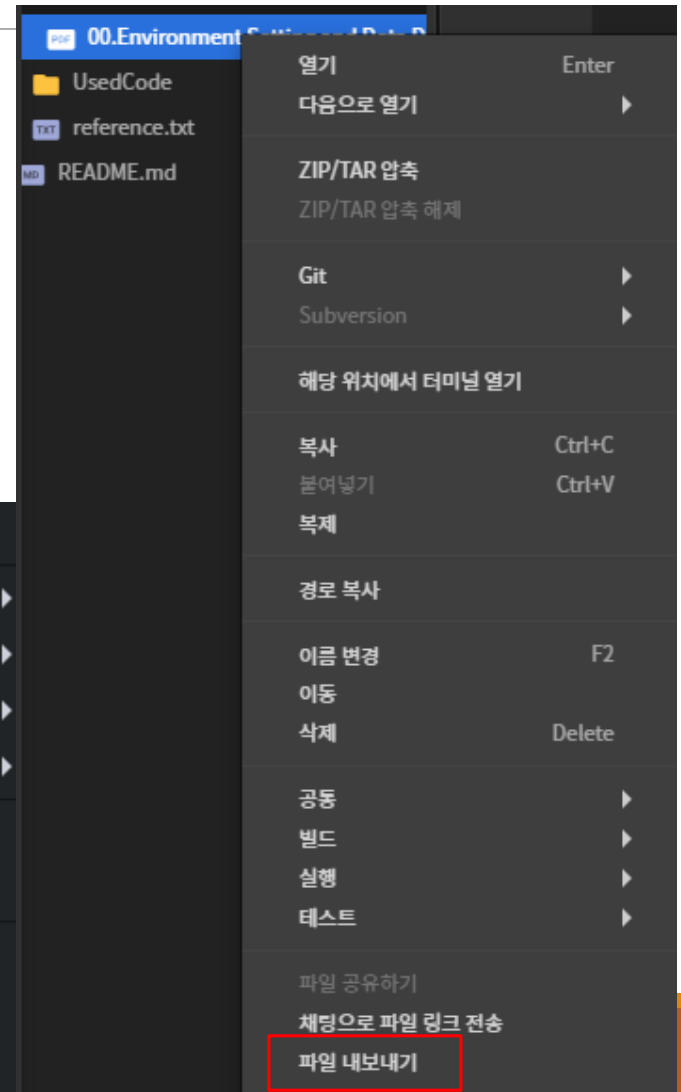 PDF 00.Environment
UsedCode
TXT reference.txt
MD README.md
열기 Enter
다음으로 열기
ZIP/TAR 압축
ZIP/TAR 압축 해제
Git
Subversion
해당 위치에서 터미널 열기
복사 Ctrl+C
붙여넣기 Ctrl+V
복제
경로 복사
이름 변경 F2
이동
삭제 Delete
공통
빌드
실행
테스트
파일 공유하기
채팅으로 파일 링크 전송
파일 내보내기